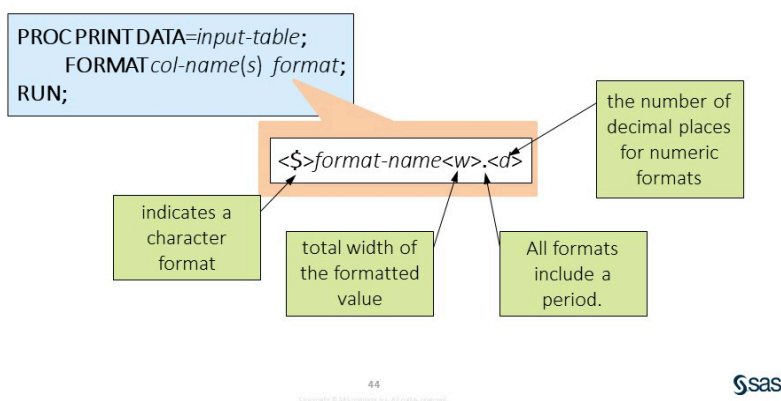 PROC PRINT DATA=input-table;
FORMAT col-name(s) format;
RUN;
<$>format-name<w>.<d>
the number of
decimal places
for numeric
formats
indicates a
character
format
total width of
the formatted
value
All formats
include a
period.
44
sas